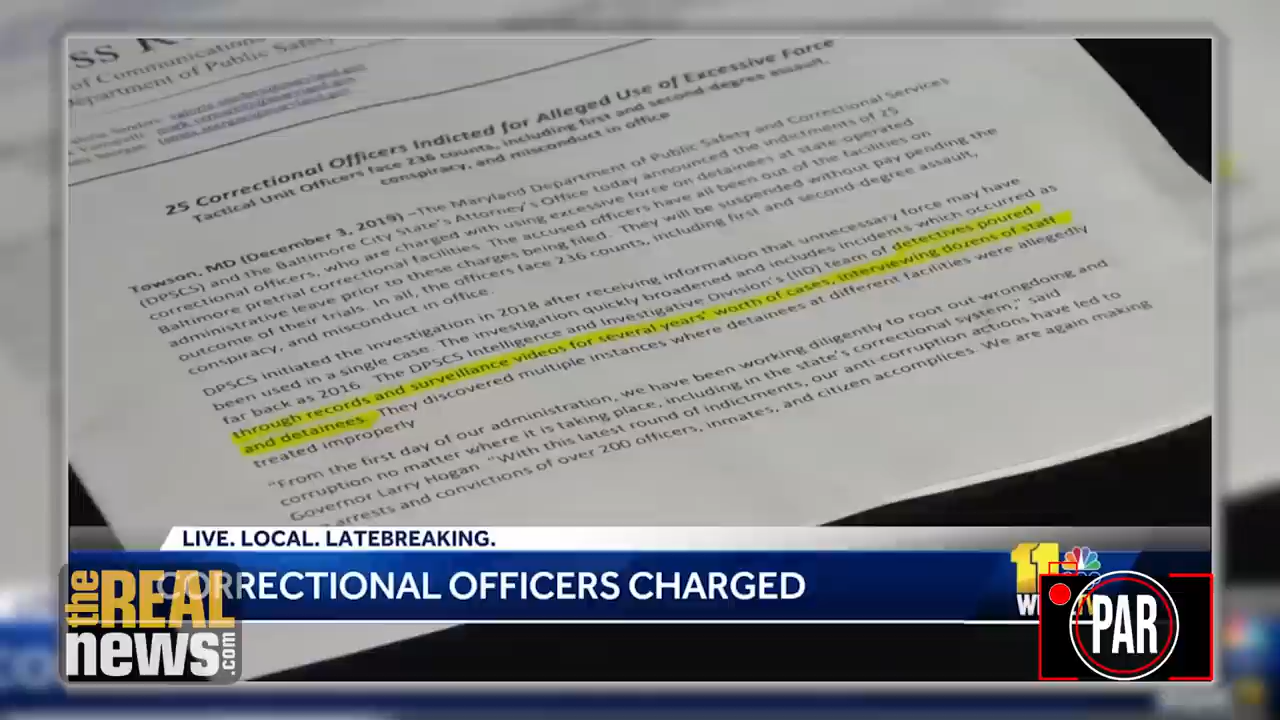 ss R
of Communications
Department of Public Safety
25 Correctional Officers Indicted for Alleged Use of Excessive Force
Tactical Unit Officers face 236 counts, including first and second-degree assault,
conspiracy, and misconduct in office
Towson, MD (December 3, 2019) –The Maryland Department of Public Safety and Correctional Services
(DPSCS) and the Baltimore City State's Attorney's Office today announced the indictments of 25
correctional officers, who are charged with using excessive force on detainees at state operated
Baltimore pretrial correctional facilities. The accused officers have all been out of the facilities on
administrative leave prior to these charges being filed. They will be suspended without pay pending the
outcome of their trials. In all, the officers face 236 counts, including first and second-degree assault,
conspiracy, and misconduct in office.
DPSCS initiated the investigation in 2018 after receiving information that unnecessary force may have
been used in a single case. The investigation quickly broadened and includes incidents which occurred as
far back as 2016. The DPSCS Intelligence and Investigative Division's (IID) team of detectives poured
through records and surveillance videos for several years' worth of cases, interviewing dozens of staff
and detainees. They discovered multiple instances where detainees at different facilities were allegedly
treated improperly
"From the first day of our administration, we have been working diligently to root out wrongdoing and
corruption no matter where it is taking place, including in the state's correctional system," said
Governor Larry Hogan. "With this latest round of indictments, our anti-corruption actions have led to
arrests and convictions of over 200 officers, inmates, and citizen accomplices. We are again making
LIVE. LOCAL. LATEBREAKING.
CORRECTIONAL OFFICERS CHARGED
11
the REAL
news.com
PAR